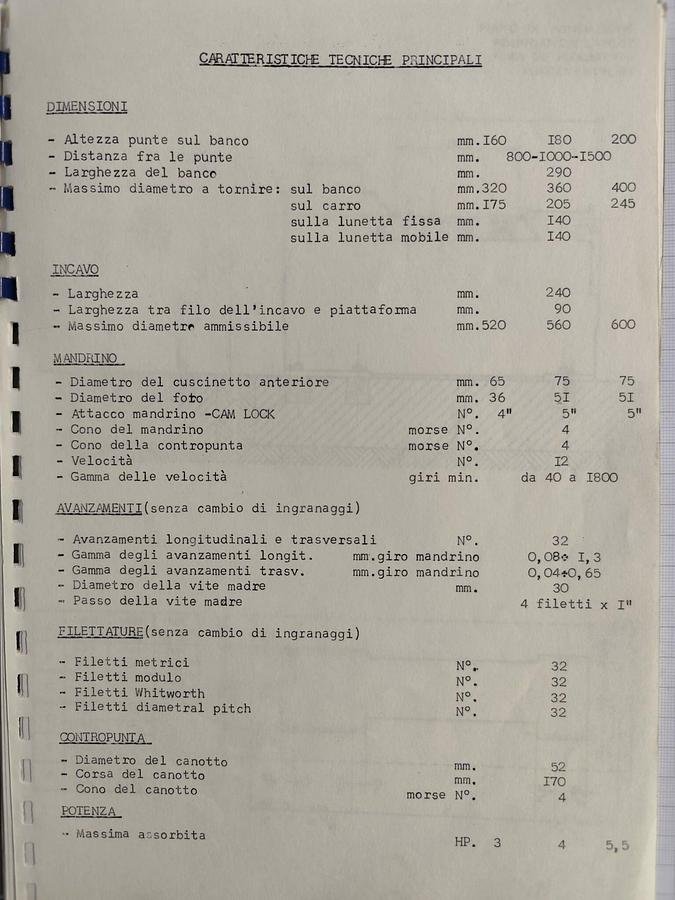 CARATTERISTICHE TECNICHE PRINCIPALI
DIMENSIONI
- Altezza punte sul banco mm. I60 I80 200
- Distanza fra le punte mm. 800-I000-I500
- Larghezza del banco mm. 290
- Massimo diametro a tornire: sul banco mm. 320 360 400
sul carro mm. I75 205 245
sulla lunetta fissa mm. I40
sulla lunetta mobile mm. I40
INCAVO
- Larghezza mm. 240
- Larghezza tra filo dell'incavo e piattaforma mm. 90
- Massimo diametro ammissibile mm. 520 560 600
MANDRINO
- Diametro del cuscinetto anteriore mm. 65 75 75
- Diametro del foto mm. 36 5I 5I
- Attacco mandrino -CAM LOCK N°. 4" 5" 5"
- Cono del mandrino morse N°. 4
- Cono della contropunta morse N°. 4
- Velocità N°. I2
- Gamma delle velocità giri min. da 40 a I800
AVANZAMENTI(senza cambio di ingranaggi)
- Avanzamenti longitudinali e trasversali N°. 32
- Gamma degli avanzamenti longit. mm.giro mandrino 0,08÷ I,3
- Gamma degli avanzamenti trasv. mm.giro mandrino 0,04÷0,65
- Diametro della vite madre mm. 30
- Passo della vite madre 4 filetti x I"
FILETTATURE(senza cambio di ingranaggi)
- Filetti metrici N°. 32
- Filetti modulo N°. 32
- Filetti Whitworth N°. 32
- Filetti diametral pitch N°. 32
CONTROPUNTA
- Diametro del canotto mm. 52
- Corsa del canotto mm. I70
- Cono del canotto morse N°. 4
POTENZA
- Massima assorbita HP. 3 4 5,5